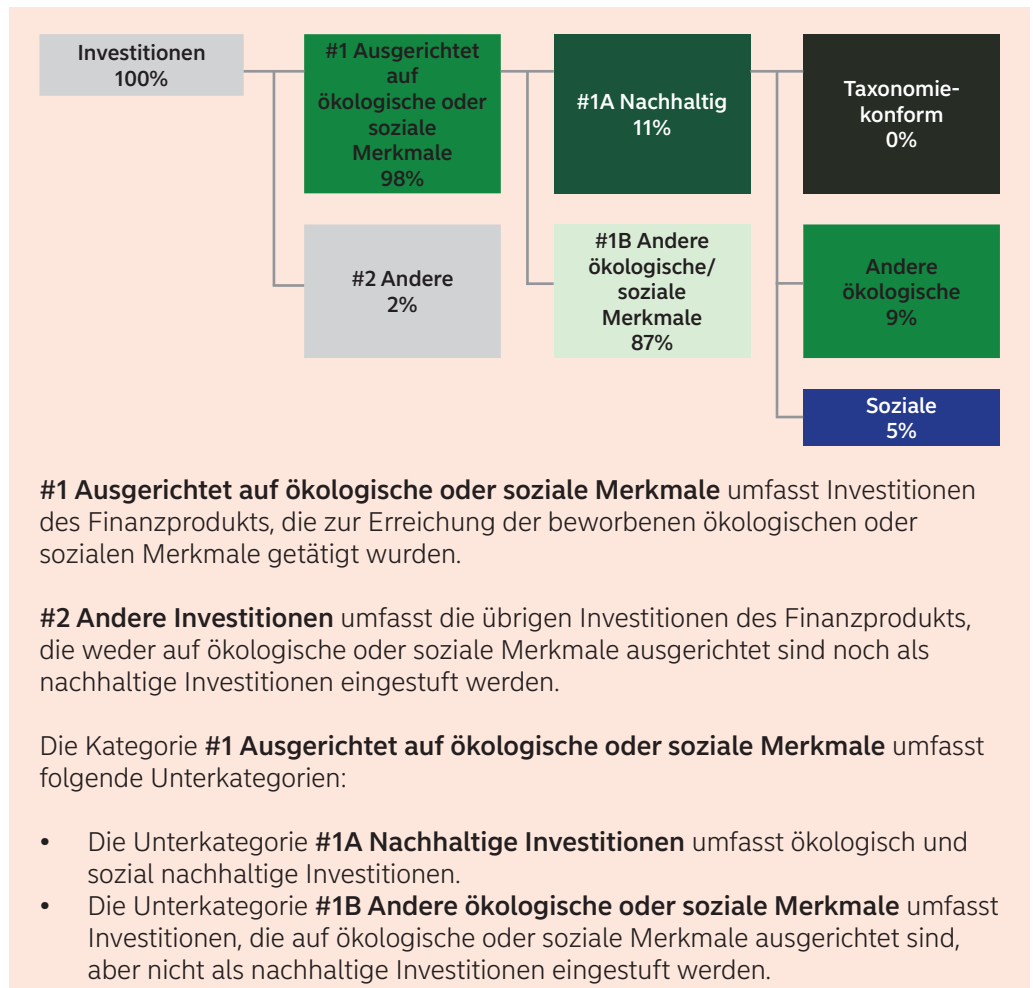 Investitionen
100%
#1 Ausgerichtet
auf
ökologische oder
soziale
Merkmale
98%
#2 Andere
2%
#1A Nachhaltig
11%
#1B Andere
ökologische/
soziale
Merkmale
87%
Taxonomie-
konform
0%
Andere
ökologische
9%
Soziale
5%
#1 Ausgerichtet auf ökologische oder soziale Merkmale umfasst Investitionen
des Finanzprodukts, die zur Erreichung der beworbenen ökologischen oder
sozialen Merkmale getätigt wurden.
#2 Andere Investitionen umfasst die übrigen Investitionen des Finanzprodukts,
die weder auf ökologische oder soziale Merkmale ausgerichtet sind noch als
nachhaltige Investitionen eingestuft werden.
Die Kategorie #1 Ausgerichtet auf ökologische oder soziale Merkmale umfasst
folgende Unterkategorien:
• Die Unterkategorie #1A Nachhaltige Investitionen umfasst ökologisch und
sozial nachhaltige Investitionen.
• Die Unterkategorie #1B Andere ökologische oder soziale Merkmale umfasst
Investitionen, die auf ökologische oder soziale Merkmale ausgerichtet sind,
aber nicht als nachhaltige Investitionen eingestuft werden.